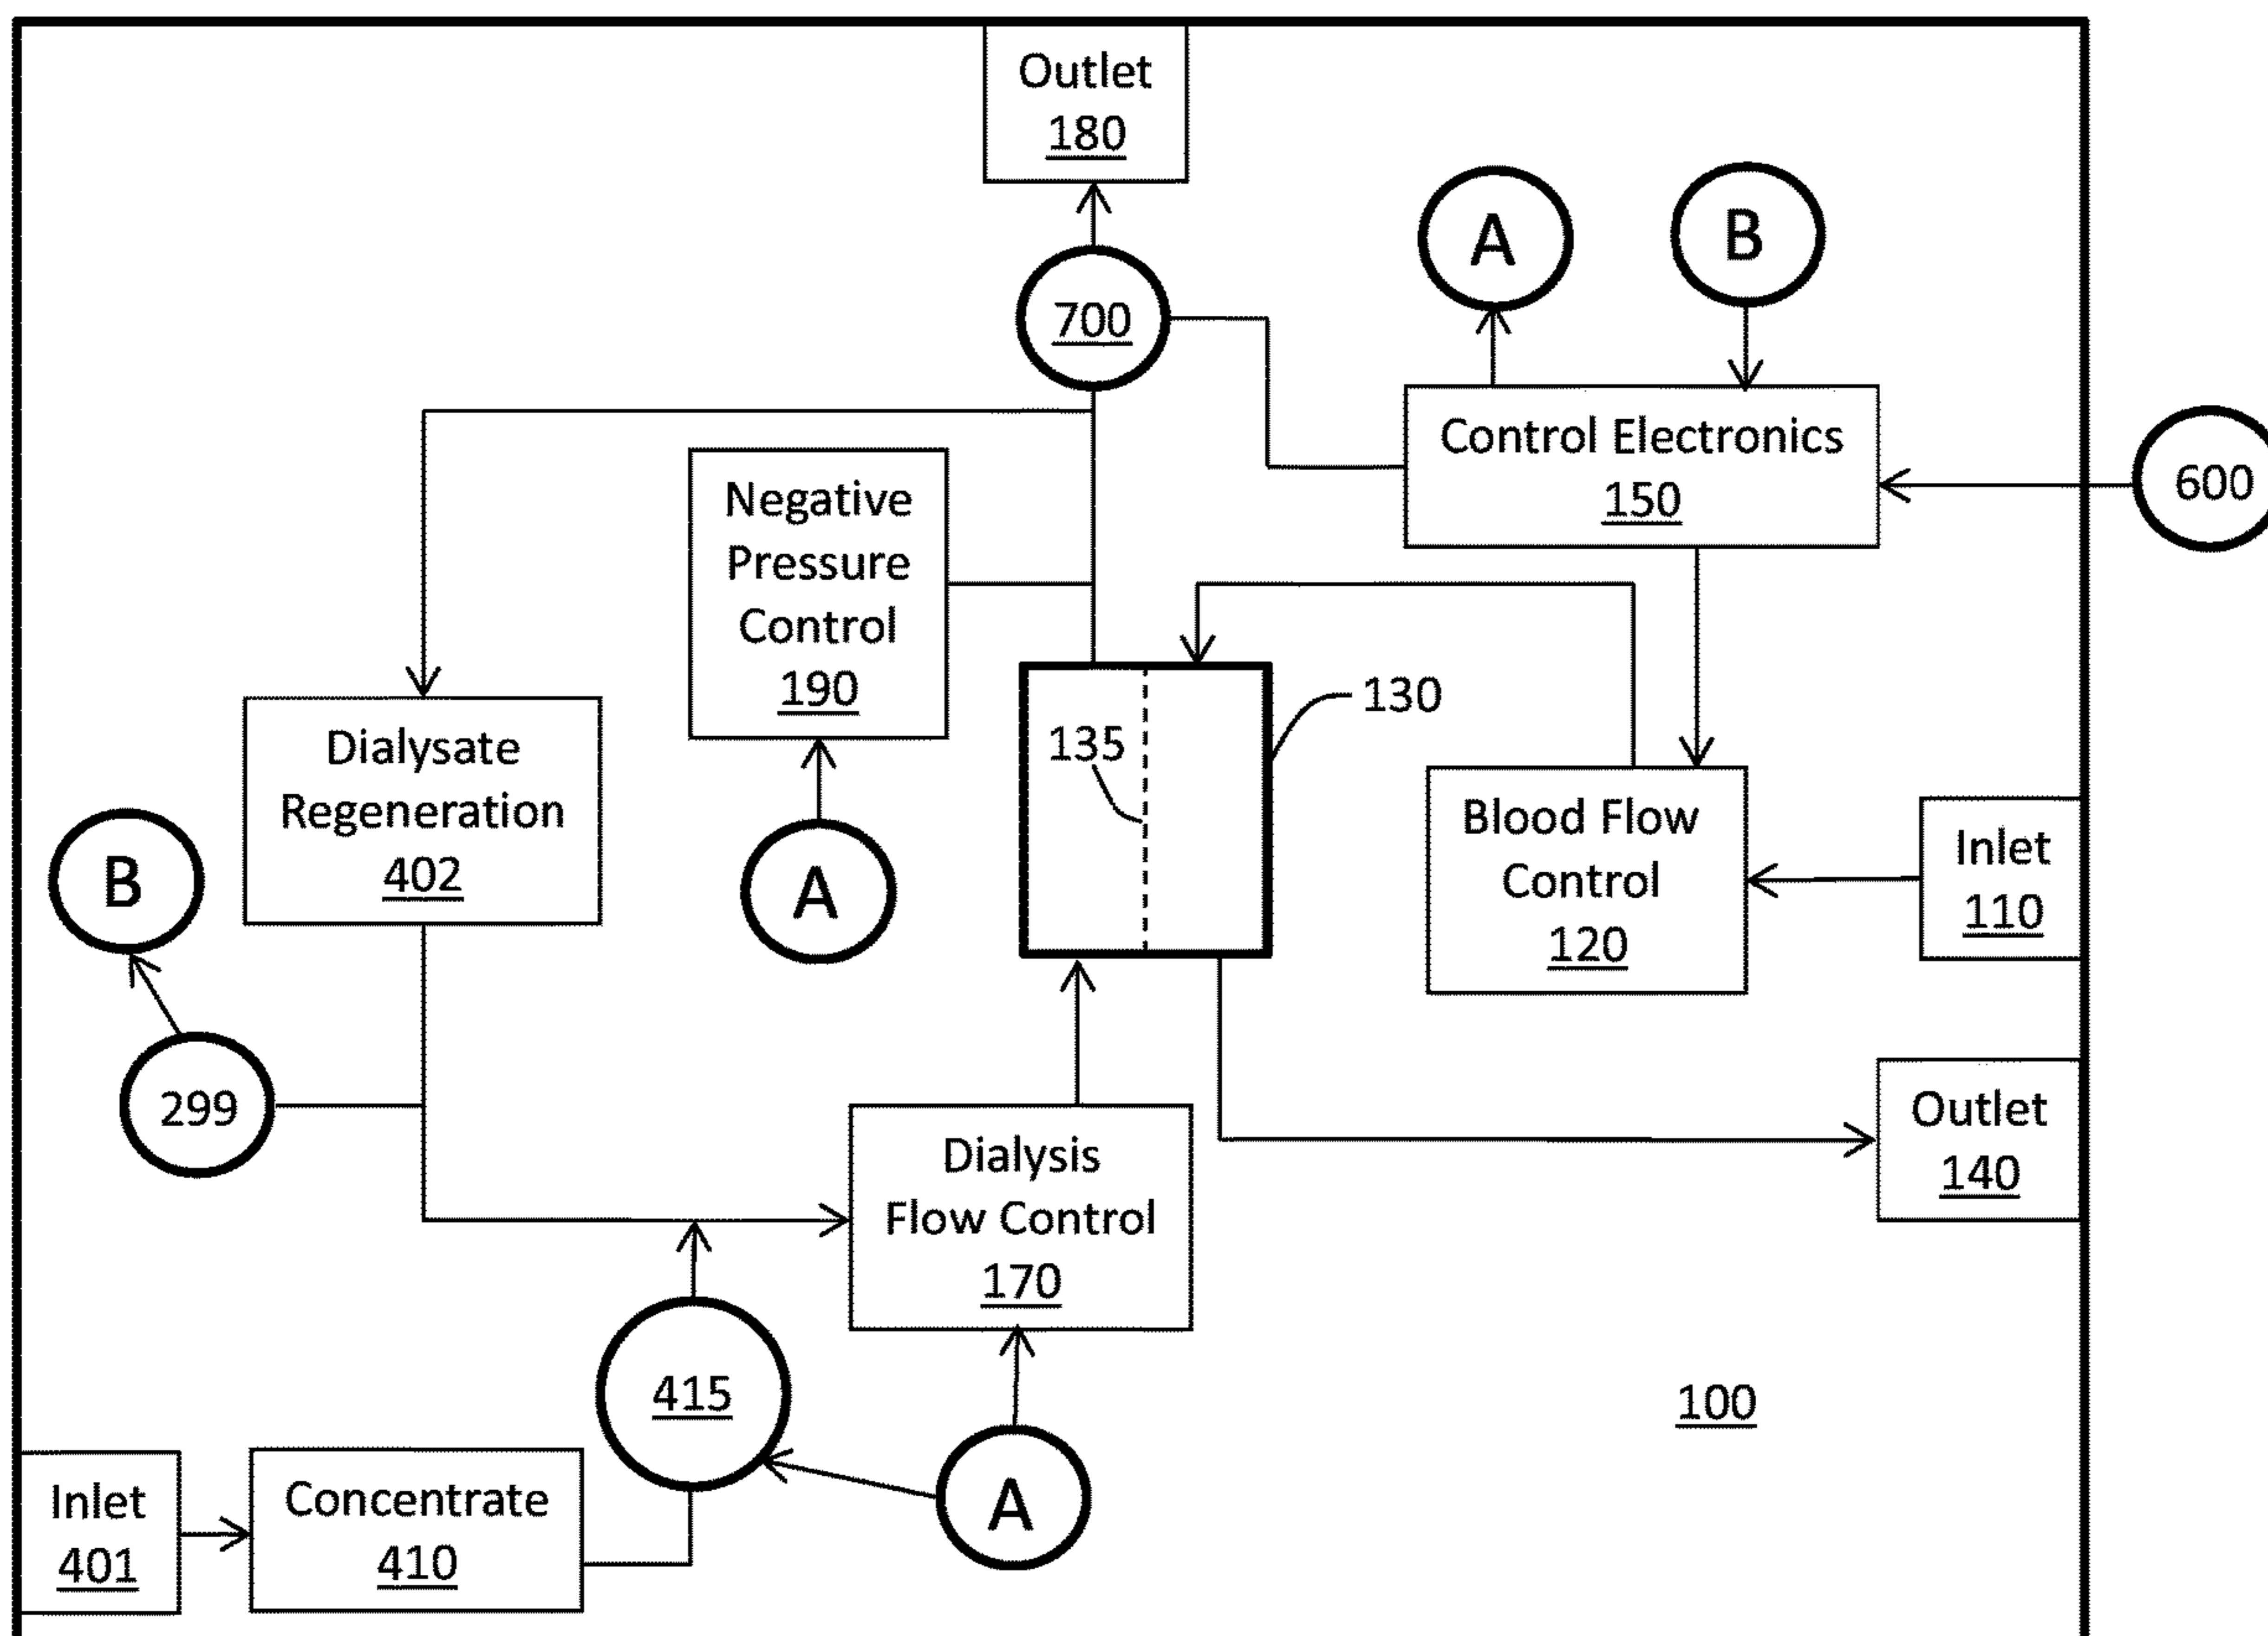 Outlet
180
A
B
700
Control Electronics
150
600
Negative
Pressure
Control
190
130
135
Dialysate
Regeneration
402
Blood Flow
Control
120
Inlet
110
B
A
299
Outlet
140
Dialysis
Flow Control
170
415
100
A
Inlet
401
Concentrate
410